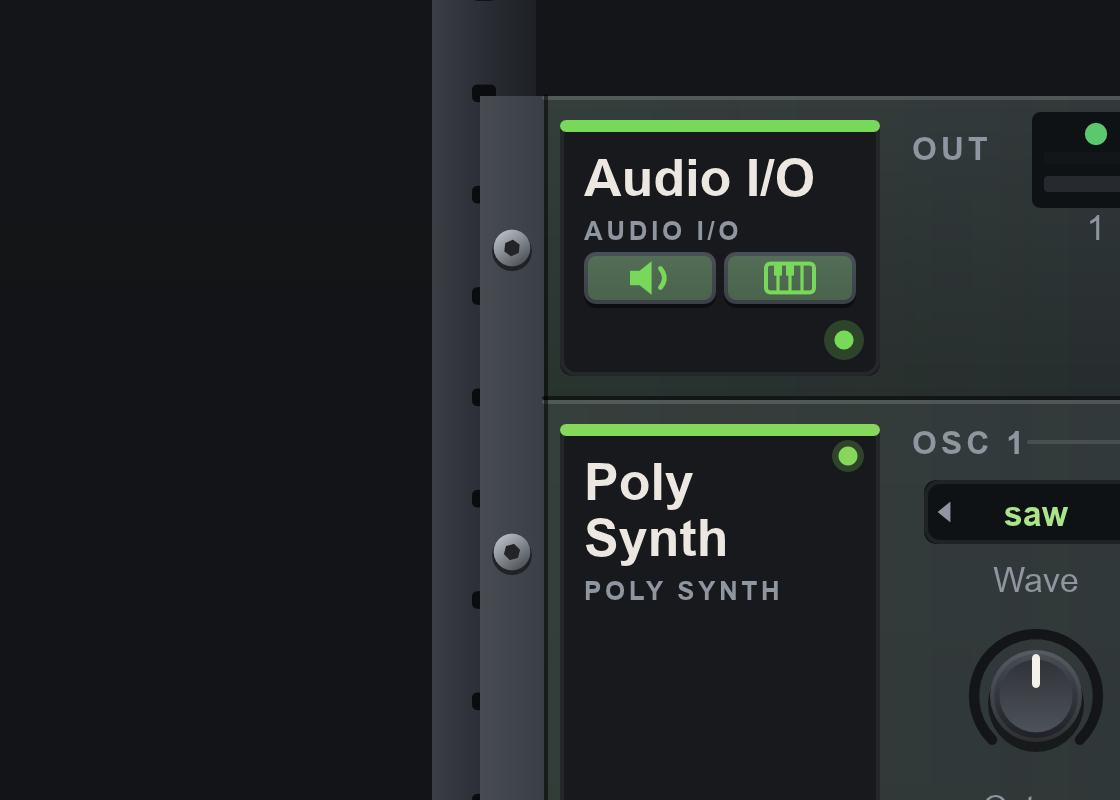 Audio I/O
AUDIO I/O
OUT
1
Poly
Synth
POLY SYNTH
OSC 1
saw
Wave